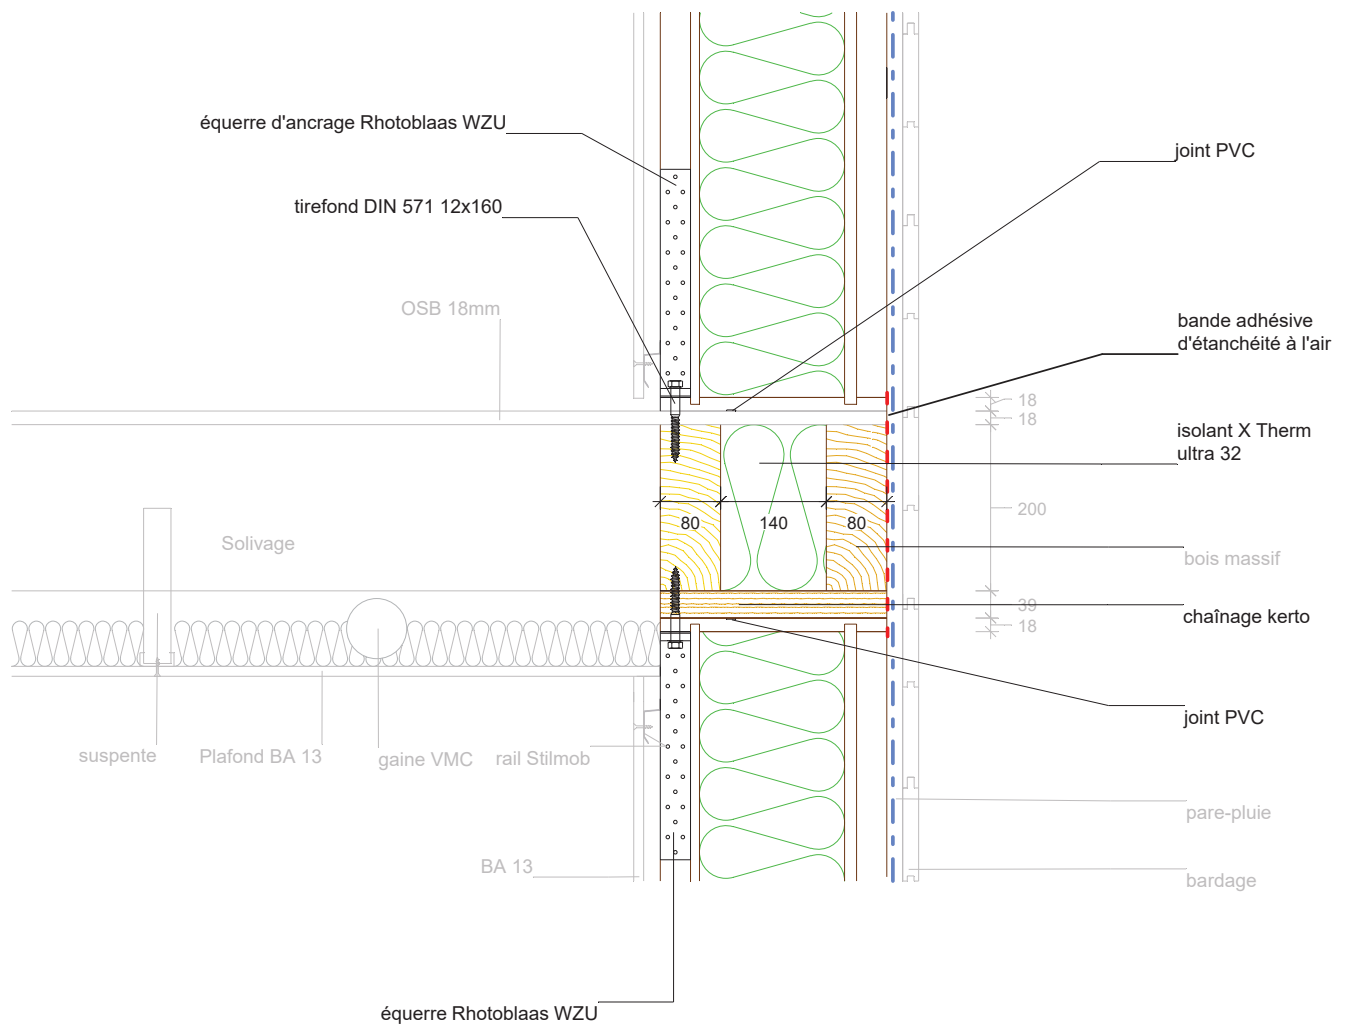 équerre d'ancrage Rhotoblaas WZU
joint PVC
tirefond DIN 571 12x160
OSB 18mm
bande adhésive
d'étanchéité à l'air
18
18
isolant X Therm
ultra 32
200
80
140
80
Solivage
bois massif
39
chaînage kerto
18
joint PVC
suspente
Plafond BA 13
gaine VMC
rail Stilmob
pare-pluie
BA 13
bardage
équerre Rhotoblaas WZU